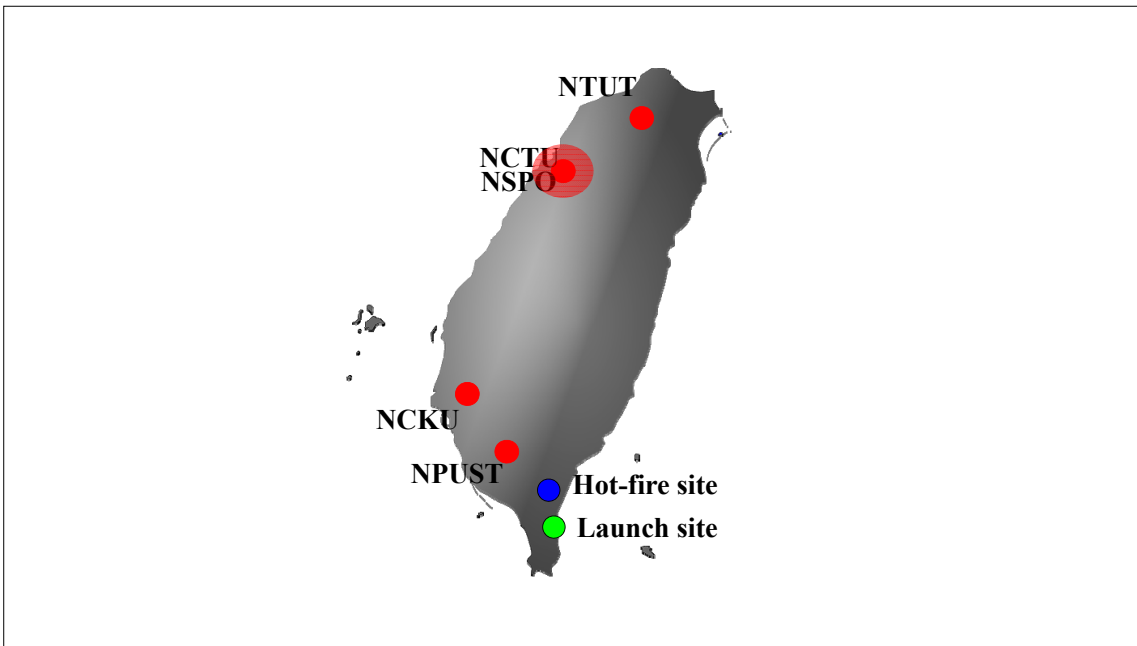 NTUT
NCTU
NSPO
NCKU
NPUST
Hot-fire site
Launch site